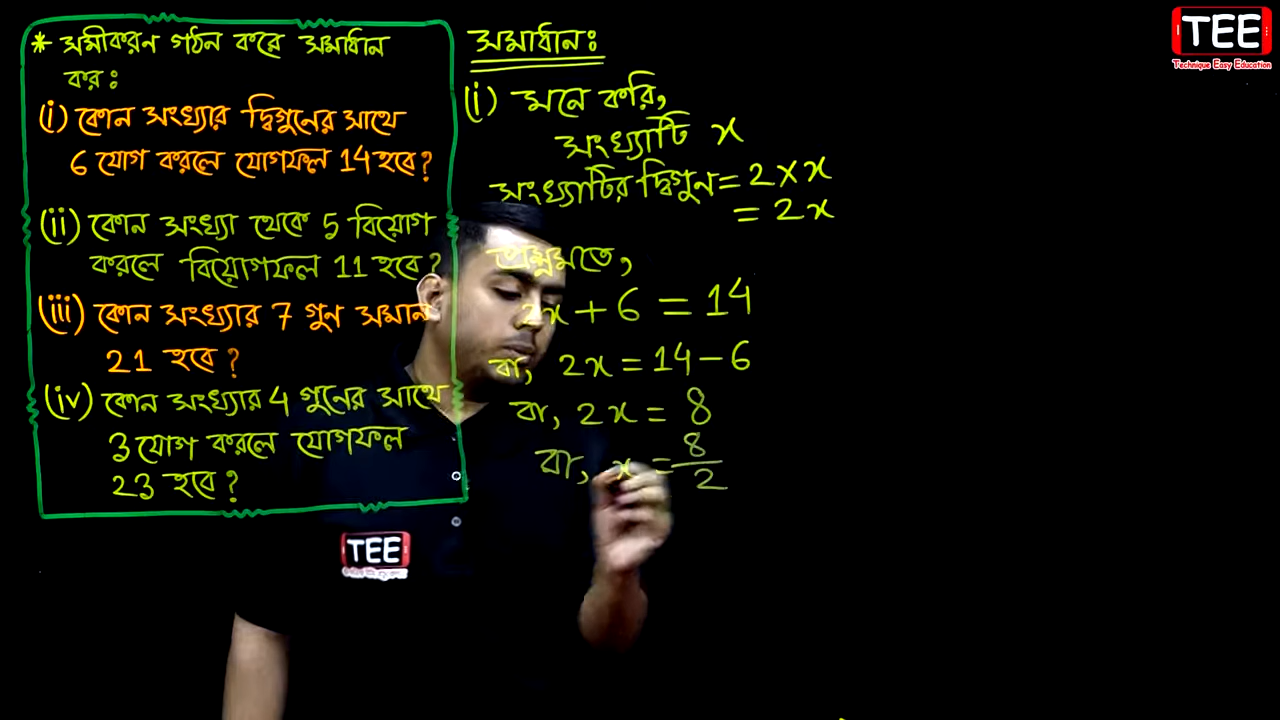 * সমীকরণ গঠন করে সমাধান
কর:
(i) কোন সংখ্যার দ্বিগুনের সাথে
6 যোগ করলে যোগফল 14 হবে?
(ii) কোন সংখ্যা থেকে 5 বিয়োগ
করলে বিয়োগফল 11 হবে?
(iii) কোন সংখ্যার 7 গুন সমান
21 হবে?
(iv) কোন সংখ্যার 4 গুনের সাথে
3 যোগ করলে যোগফল
23 হবে?
সমাধানঃ
(i) মনে করি,
সংখ্যাটি x
সংখ্যাটির দ্বিগুন = 2 × x
= 2x
প্রশ্নমতে,
2x + 6 = 14
বা, 2x = 14 - 6
বা, 2x = 8
বা, x = 8/2
TEE
Technique Easy Education
TEE